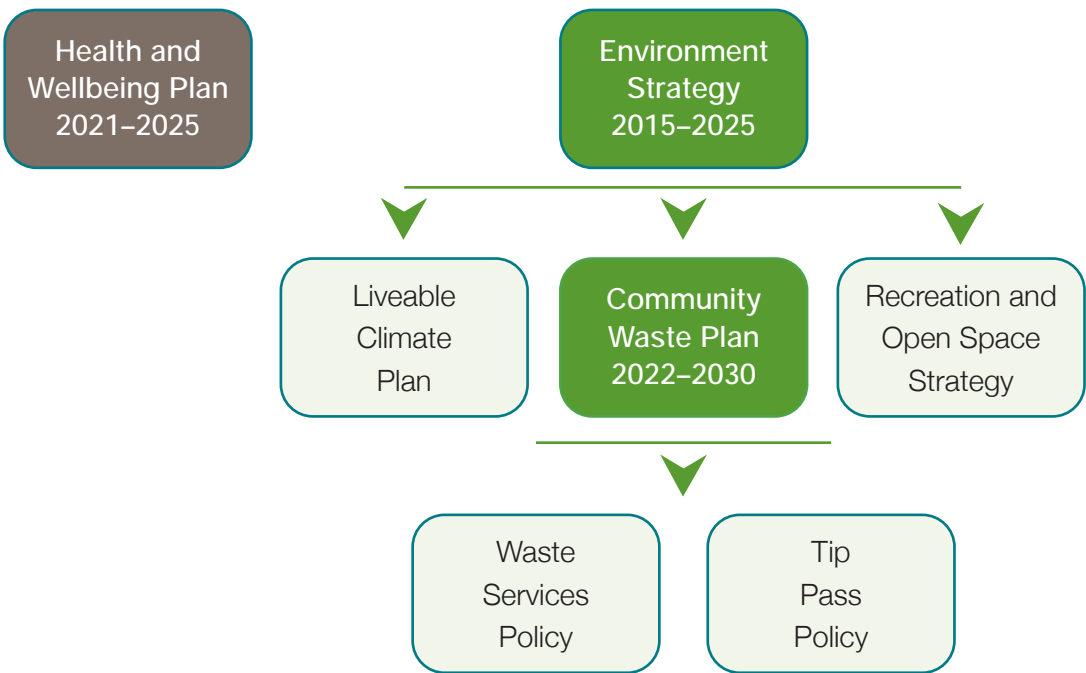 Health and
Wellbeing Plan
2021–2025
Environment
Strategy
2015–2025
Liveable
Climate
Plan
Community
Waste Plan
2022–2030
Recreation and
Open Space
Strategy
Waste
Services
Policy
Tip
Pass
Policy